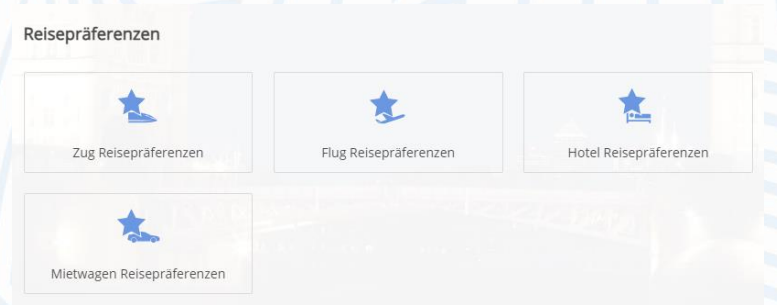 Reisepräferenzen
Zug Reisepräferenzen
Flug Reisepräferenzen
Hotel Reisepräferenzen
Mietwagen Reisepräferenzen